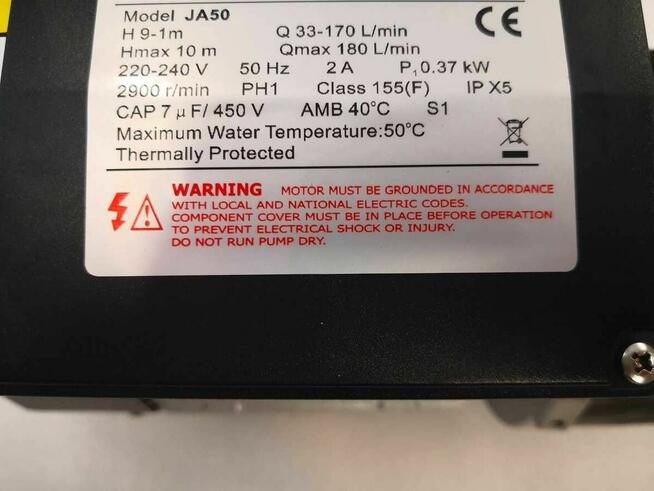 Model JA50
H 9-1m Q 33-170 L/min
Hmax 10 m Qmax 180 L/min
220-240 V 50 Hz 2 A P₁0.37 kW
2900 r/min PH1 Class 155(F) IP X5
CAP 7 μF/ 450 V AMB 40°C S1
Maximum Water Temperature:50°C
Thermally Protected
CE
WARNING MOTOR MUST BE GROUNDED IN ACCORDANCE
WITH LOCAL AND NATIONAL ELECTRIC CODES.
COMPONENT COVER MUST BE IN PLACE BEFORE OPERATION
TO PREVENT ELECTRICAL SHOCK OR INJURY.
DO NOT RUN PUMP DRY.